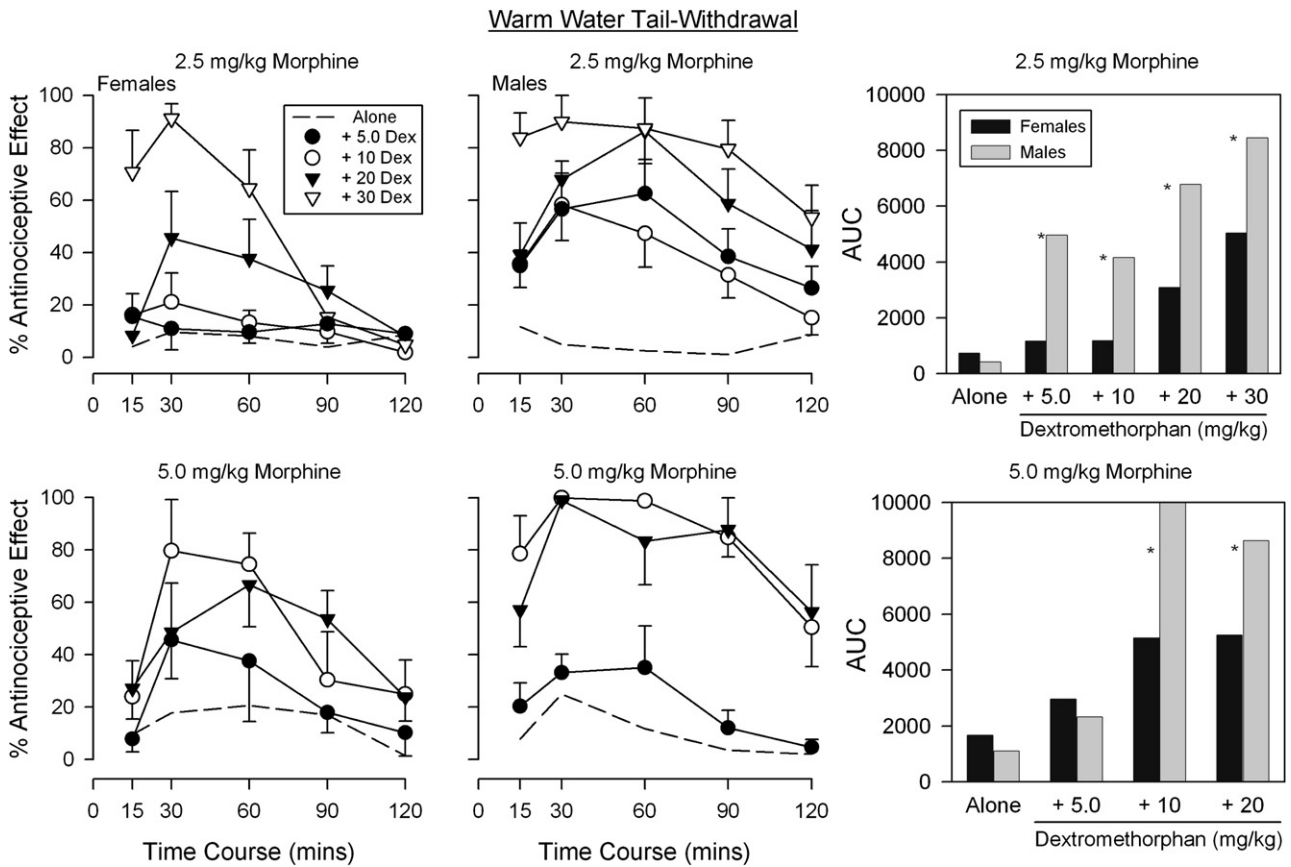 Warm Water Tail-Withdrawal
2.5 mg/kg Morphine
Females
% Antinociceptive Effect
100
80
60
40
20
0
0 15 30 60 90 120
Alone
+ 5.0 Dex
+ 10 Dex
+ 20 Dex
+ 30 Dex
2.5 mg/kg Morphine
Males
0 15 30 60 90 120
2.5 mg/kg Morphine
AUC
10000
8000
6000
4000
2000
0
Females
Males
* * * *
Alone + 5.0 + 10 + 20 + 30
Dextromethorphan (mg/kg)
5.0 mg/kg Morphine
% Antinociceptive Effect
100
80
60
40
20
0
0 15 30 60 90 120
Time Course (mins)
5.0 mg/kg Morphine
0 15 30 60 90 120
Time Course (mins)
5.0 mg/kg Morphine
AUC
10000
8000
6000
4000
2000
0
* *
Alone + 5.0 + 10 + 20
Dextromethorphan (mg/kg)